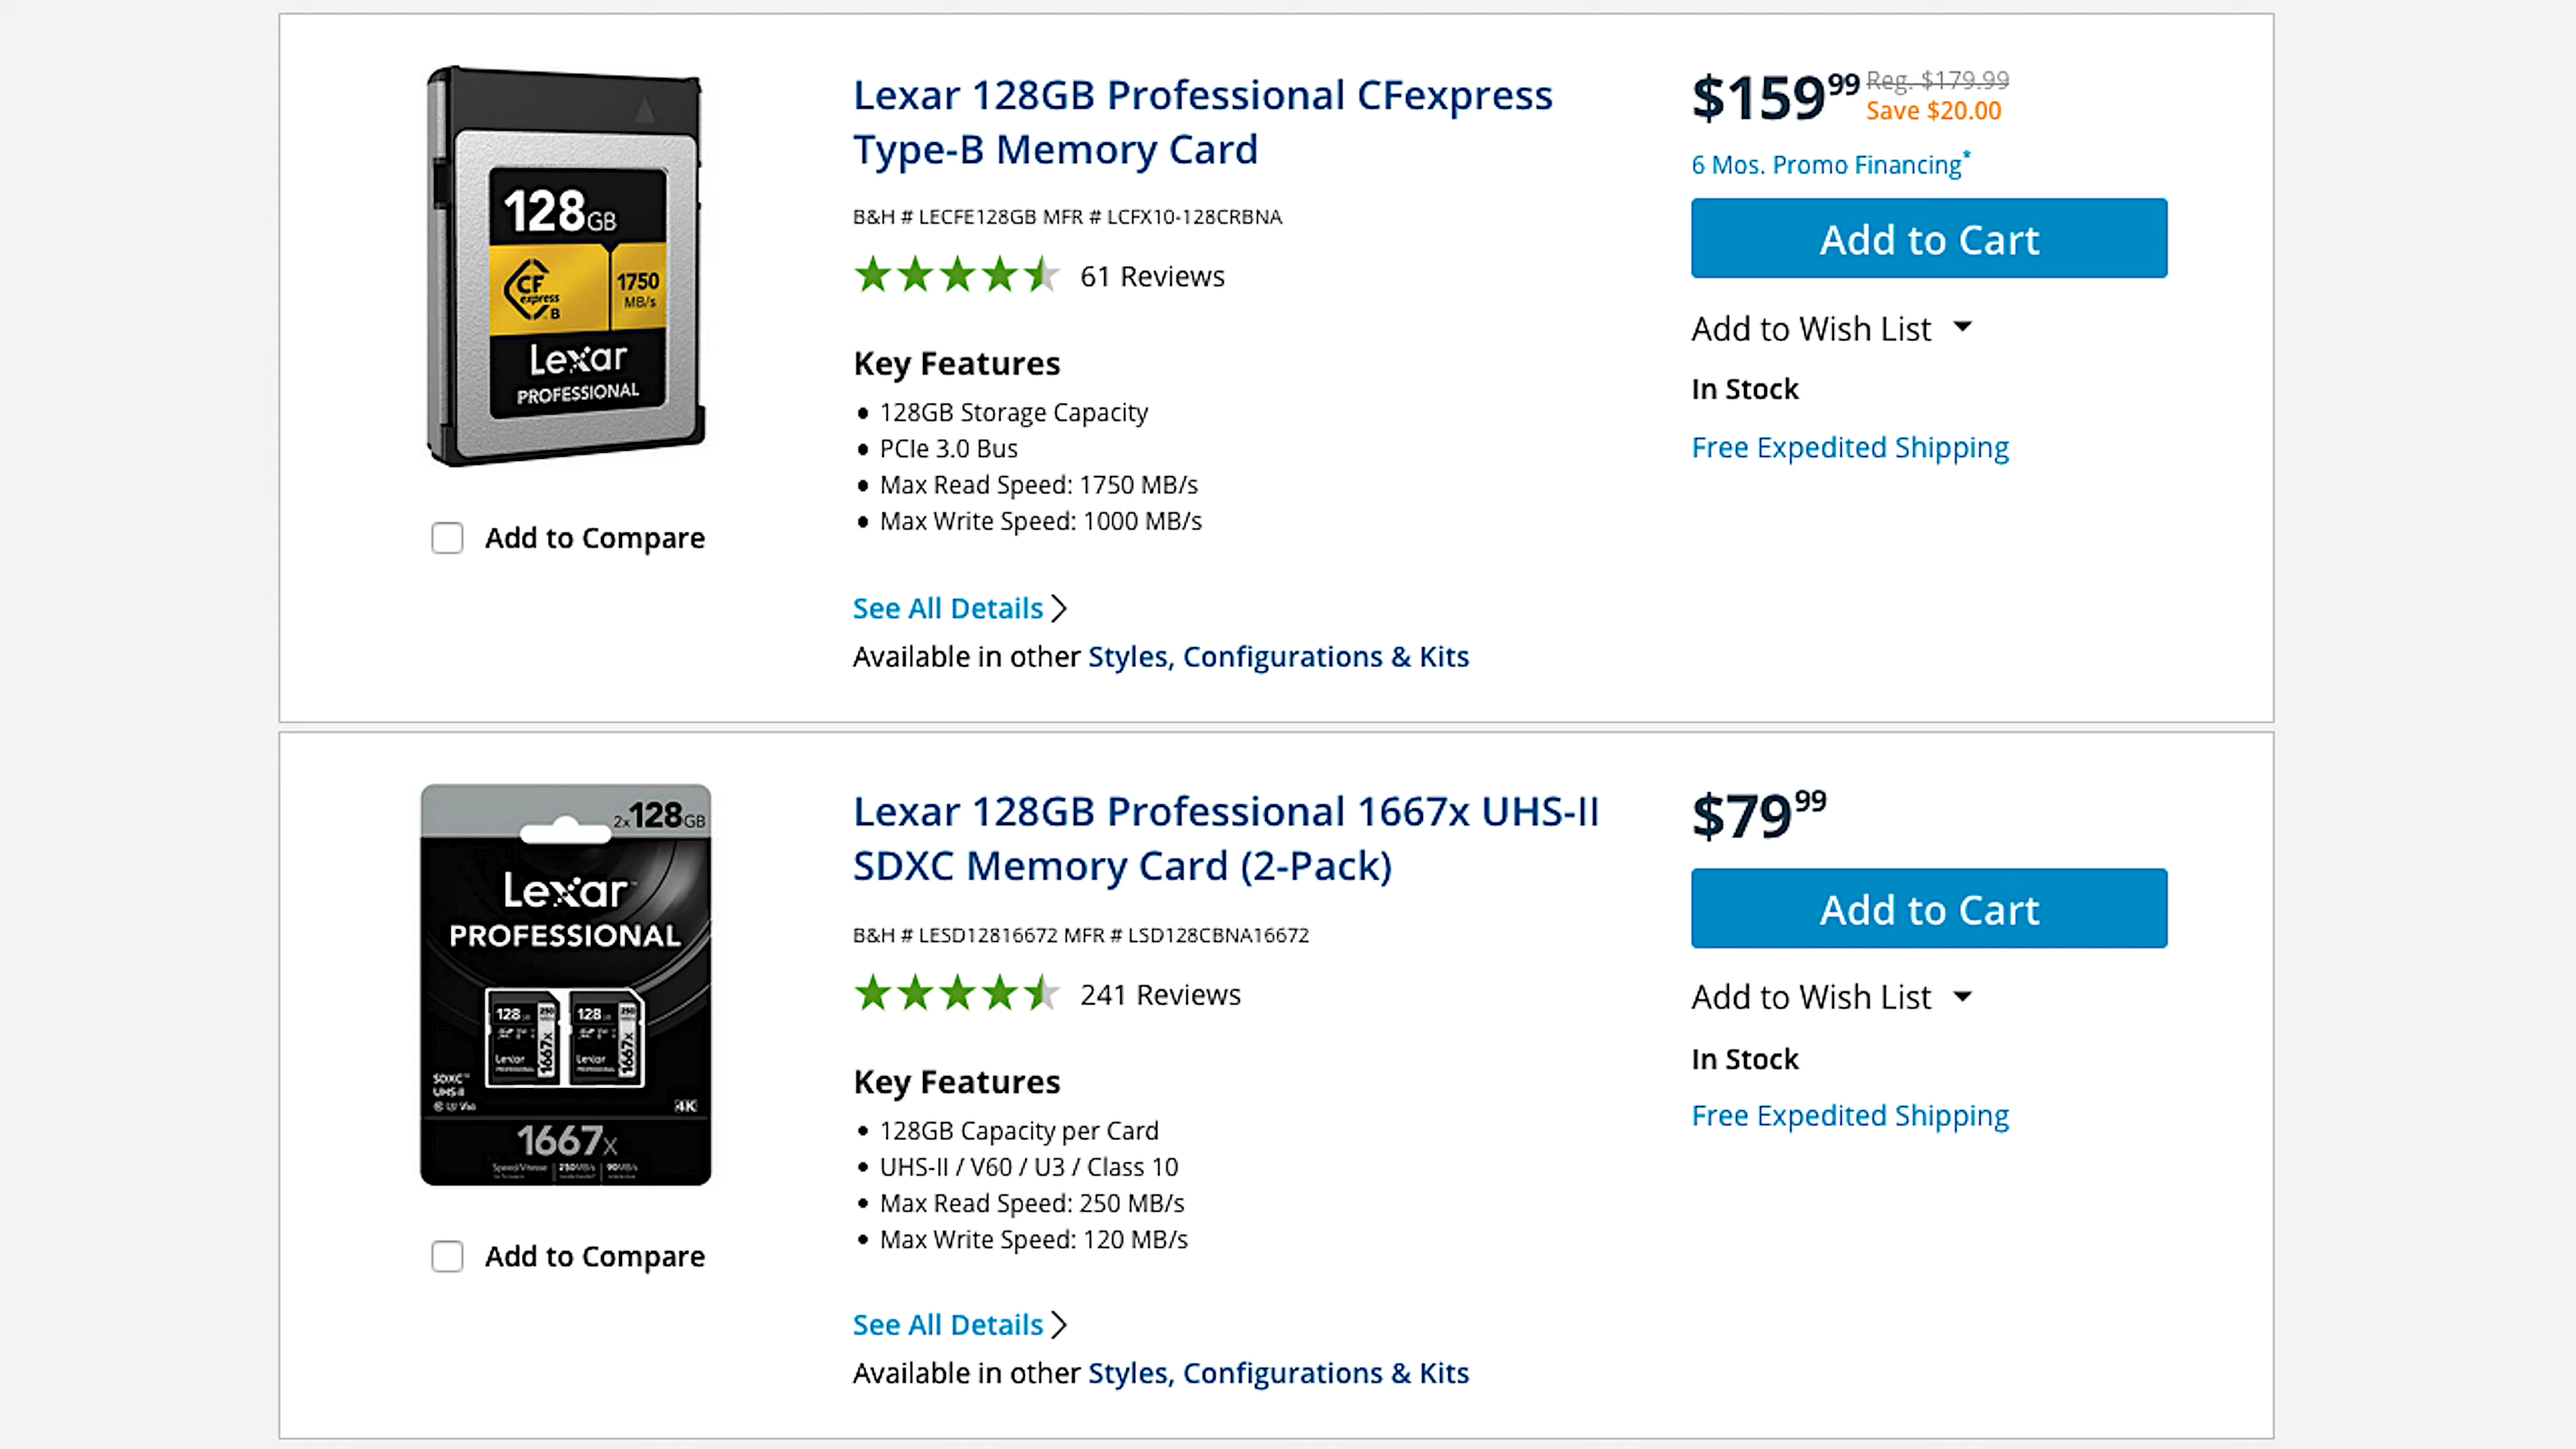 128GB
CF express B
1750 MB/s
Lexar
PROFESSIONAL
Add to Compare
Lexar 128GB Professional CFexpress
Type-B Memory Card
B&H # LECFE128GB MFR # LCFX10-128CRBNA
61 Reviews
Key Features
• 128GB Storage Capacity
• PCIe 3.0 Bus
• Max Read Speed: 1750 MB/s
• Max Write Speed: 1000 MB/s
See All Details
Available in other Styles, Configurations & Kits
$159.99 Reg. $179.99
Save $20.00
6 Mos. Promo Financing*
Add to Cart
Add to Wish List
In Stock
Free Expedited Shipping
2x128GB
Lexar
PROFESSIONAL
128 250 128 250
1667x 1667x
Lexar Lexar
SDXC
UHS-II
4K
1667x
Add to Compare
Lexar 128GB Professional 1667x UHS-II
SDXC Memory Card (2-Pack)
B&H # LESD12816672 MFR # LSD128CBNA16672
241 Reviews
Key Features
• 128GB Capacity per Card
• UHS-II / V60 / U3 / Class 10
• Max Read Speed: 250 MB/s
• Max Write Speed: 120 MB/s
See All Details
Available in other Styles, Configurations & Kits
$79.99
Add to Cart
Add to Wish List
In Stock
Free Expedited Shipping